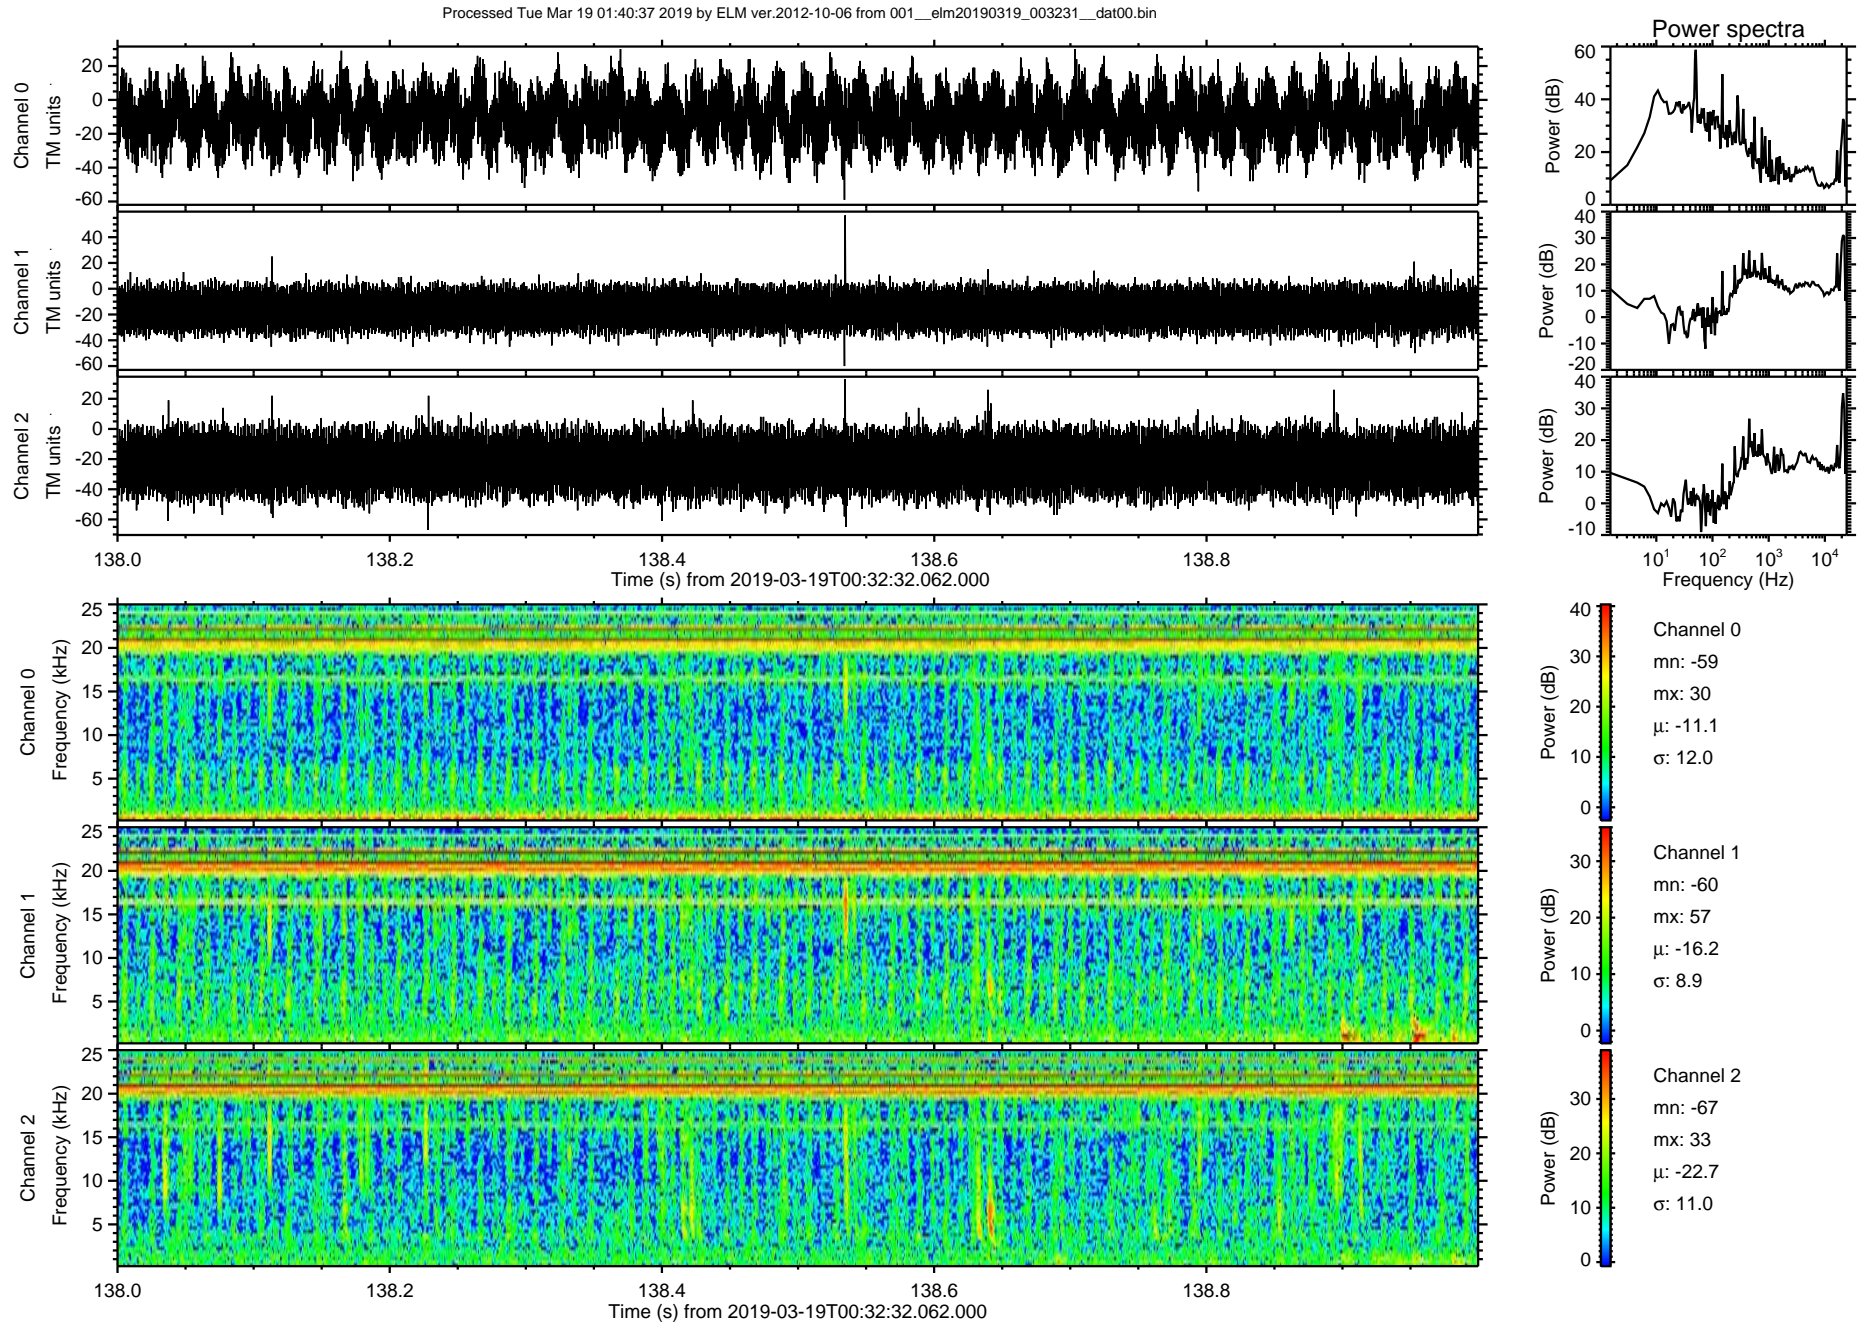 Processed Tue Mar 19 01:40:37 2019 by ELM ver.2012-10-06 from 001__elm20190319_003231__dat00.bin
Power spectra
Channel 0
TM units
20
0
-20
-40
-60
Power (dB)
60
40
20
0
Channel 1
TM units
40
20
0
-20
-40
-60
Power (dB)
40
30
20
10
0
-10
-20
Channel 2
TM units
20
0
-20
-40
-60
Power (dB)
40
30
20
10
0
-10
138.0 138.2 138.4 138.6 138.8
Time (s) from 2019-03-19T00:32:32.062.000
10^1 10^2 10^3 10^4
Frequency (Hz)
Channel 0
Frequency (kHz)
25
20
15
10
5
Power (dB)
40
30
20
10
0
Channel 0
mn: -59
mx: 30
μ: -11.1
σ: 12.0
Channel 1
Frequency (kHz)
25
20
15
10
5
Power (dB)
30
20
10
0
Channel 1
mn: -60
mx: 57
μ: -16.2
σ: 8.9
Channel 2
Frequency (kHz)
25
20
15
10
5
Power (dB)
30
20
10
0
Channel 2
mn: -67
mx: 33
μ: -22.7
σ: 11.0
138.0 138.2 138.4 138.6 138.8
Time (s) from 2019-03-19T00:32:32.062.000